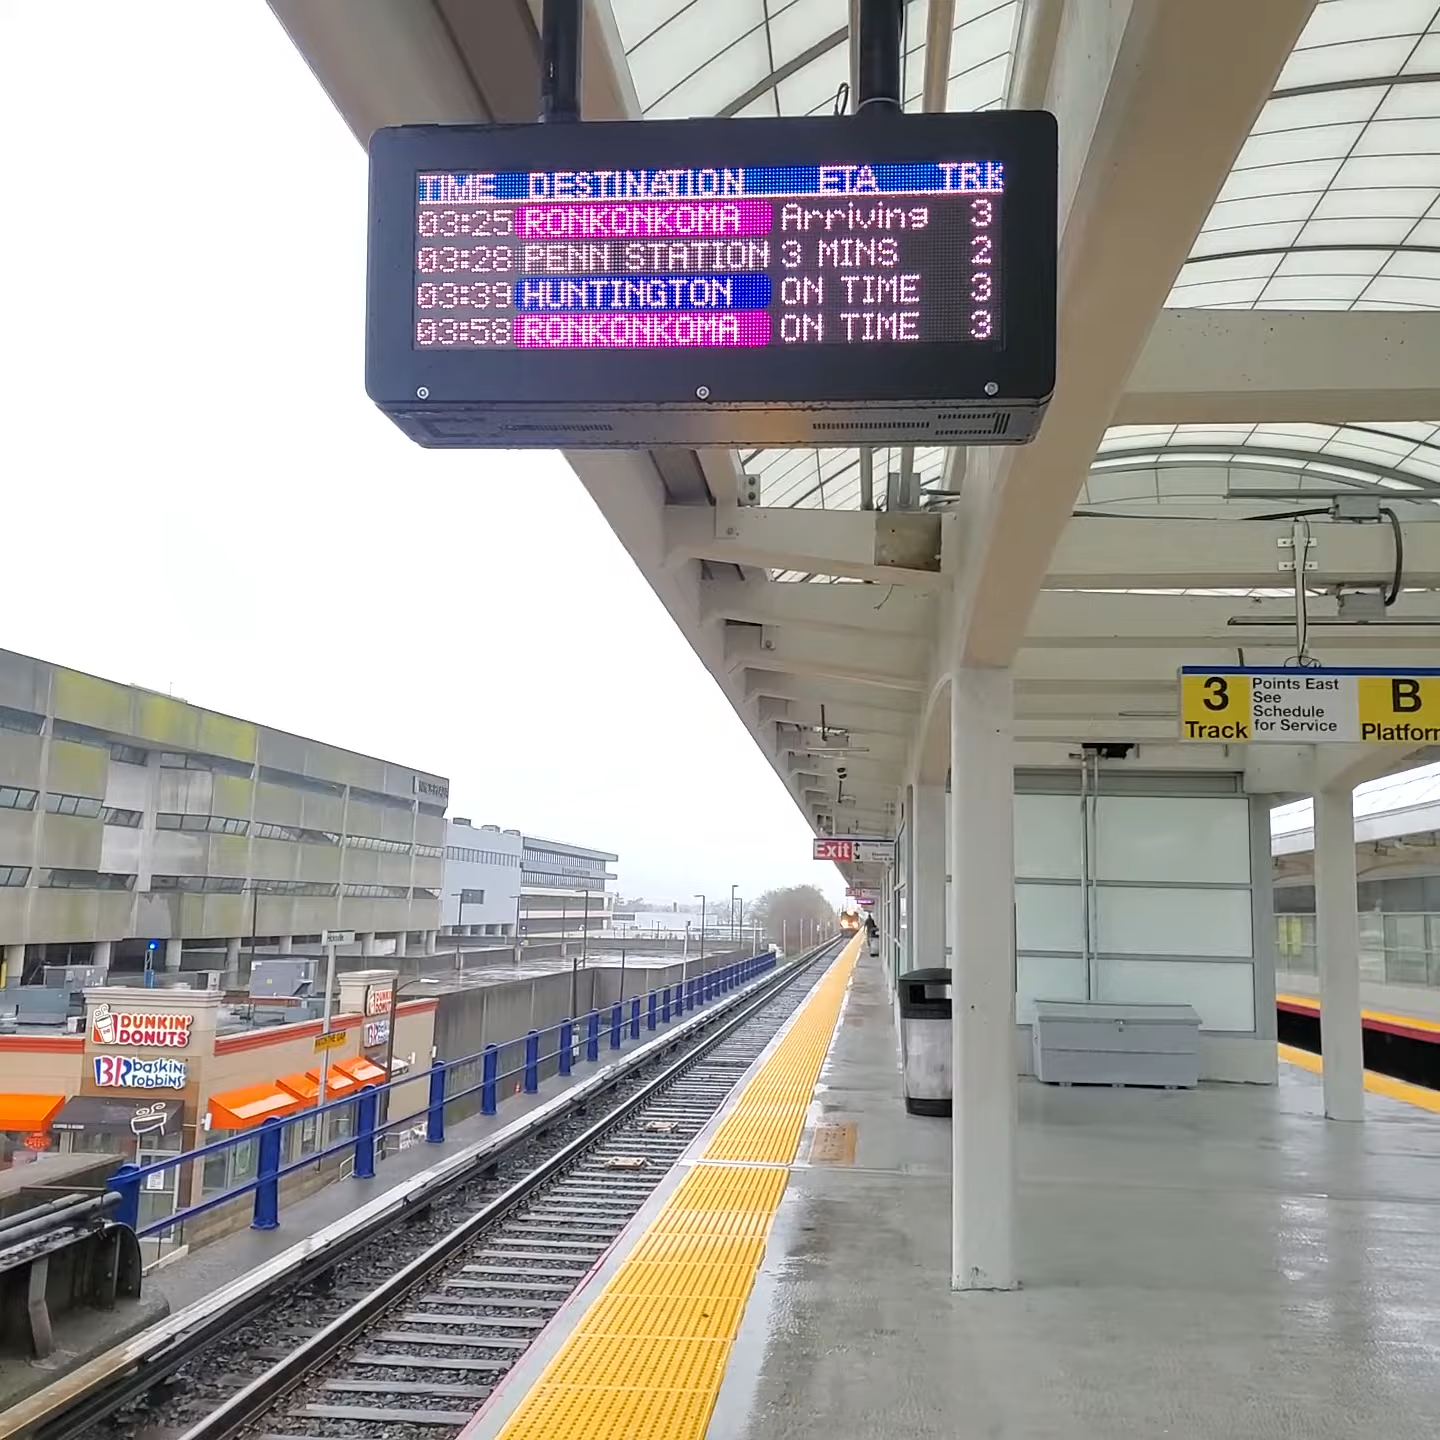 TIME DESTINATION ETA TRK
03:25 RONKONKOMA Arriving 3
03:28 PENN STATION 3 MINS 2
03:39 HUNTINGTON ON TIME 3
03:58 RONKONKOMA ON TIME 3
3
Track
Points East
See
Schedule
for Service
B
Platform
Exit
DUNKIN'
DONUTS
BR baskin
robbins